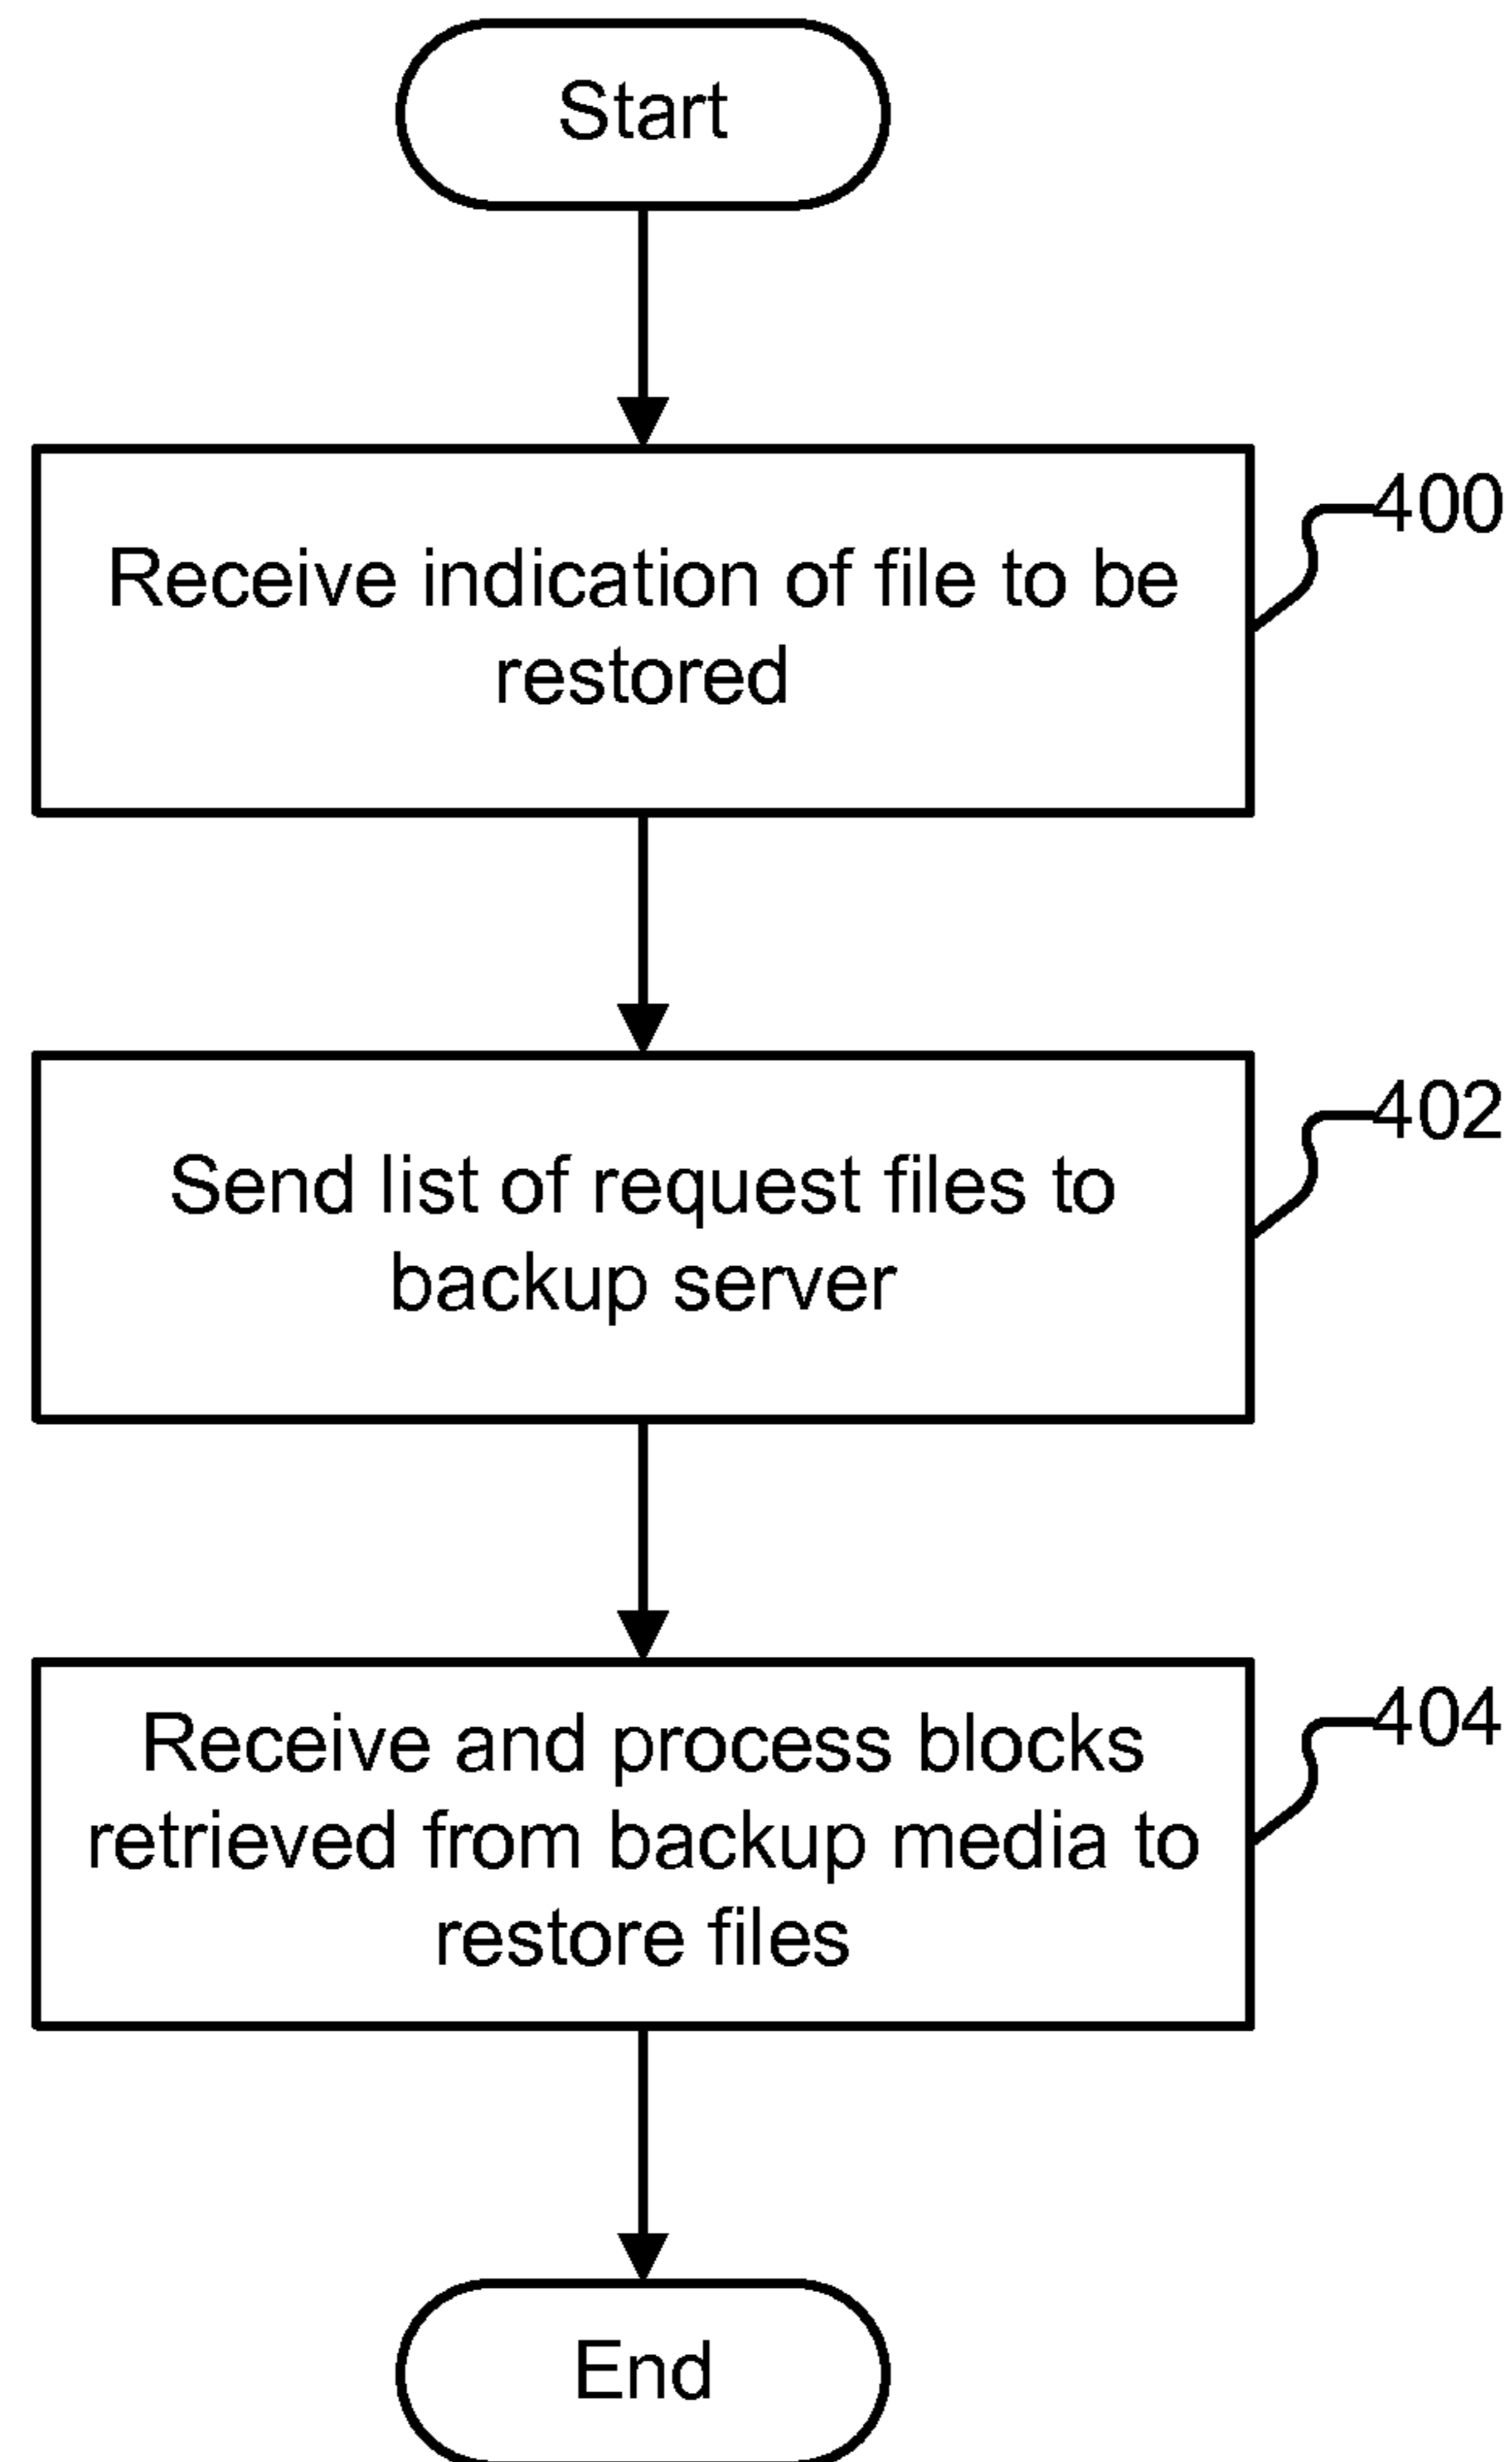 Start
Receive indication of file to be
restored
400
Send list of request files to
backup server
402
Receive and process blocks
retrieved from backup media to
restore files
404
End